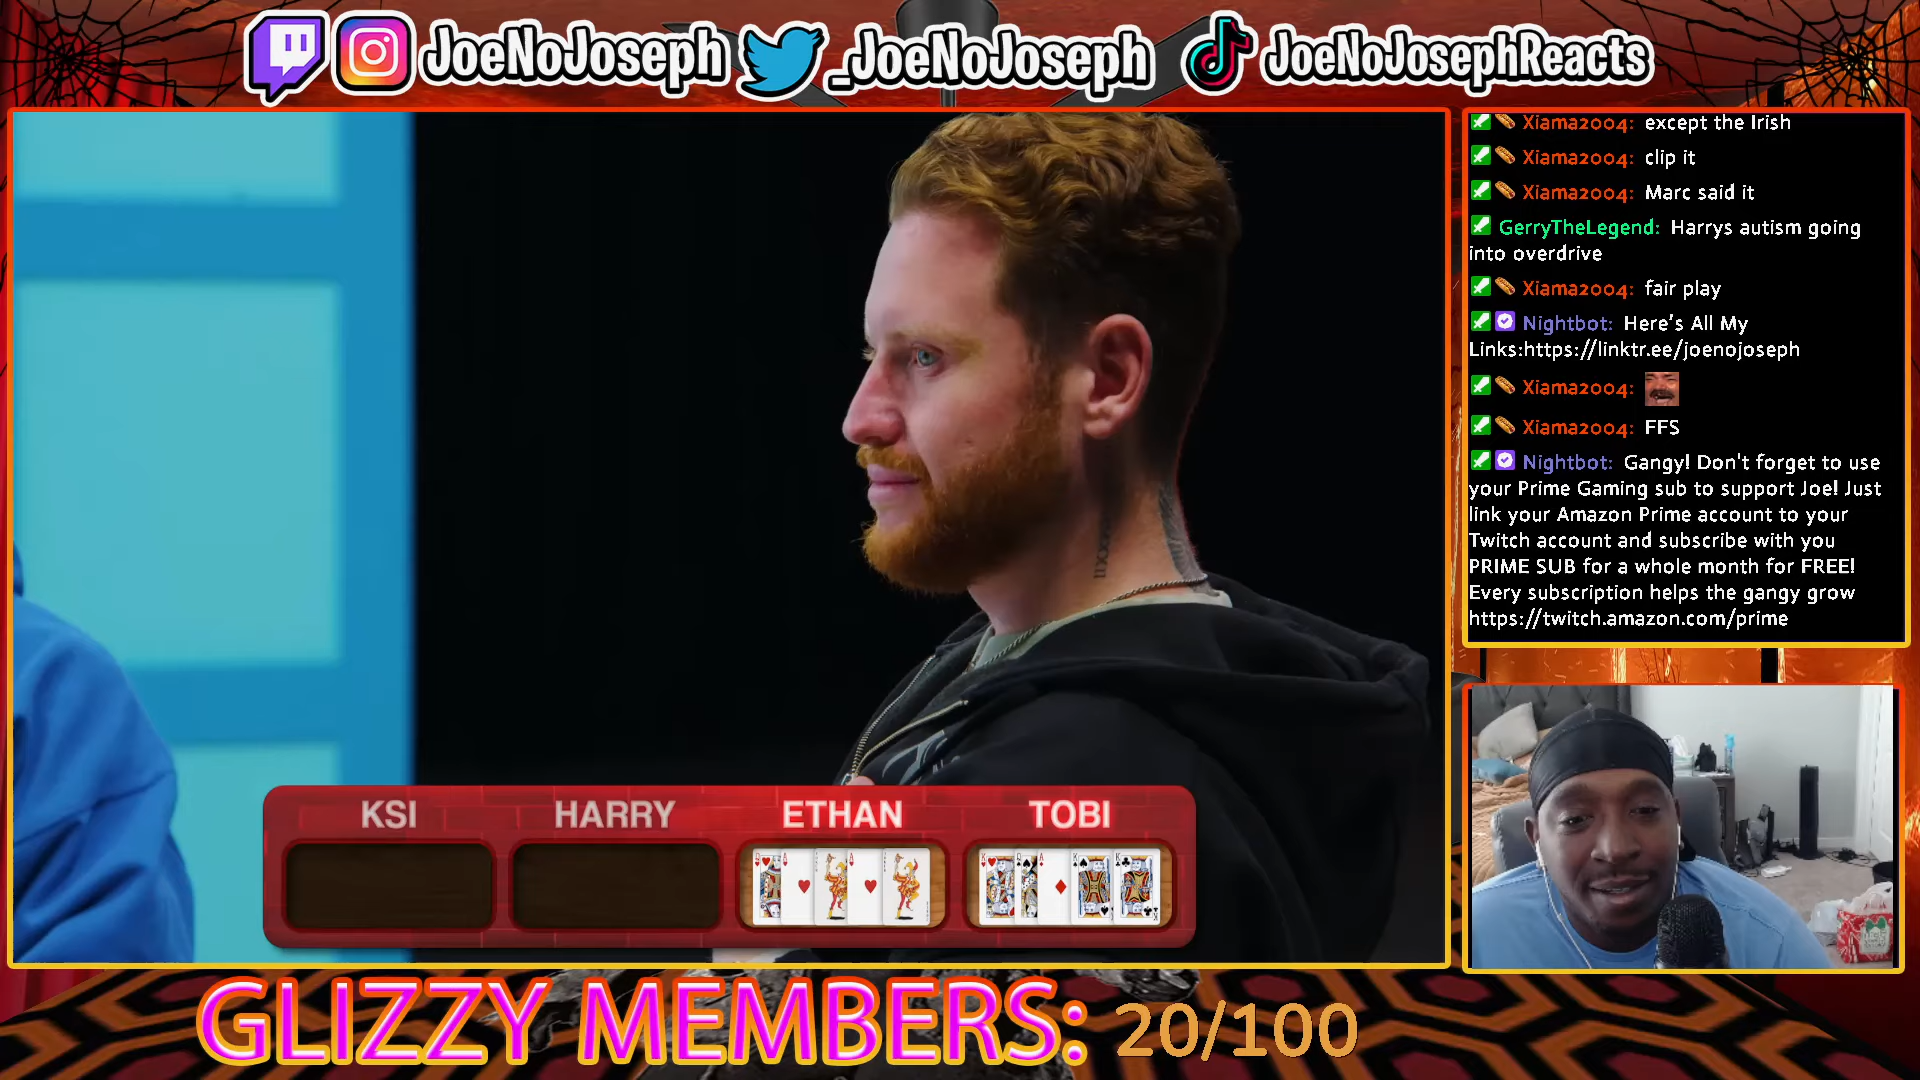 JoeNoJoseph _JoeNoJoseph JoeNoJosephReacts
Xiama2004: except the Irish
Xiama2004: clip it
Xiama2004: Marc said it
GerryTheLegend: Harrys autism going
into overdrive
Xiama2004: fair play
Nightbot: Here's All My
Links:https://linktr.ee/joenojoseph
Xiama2004:
Xiama2004: FFS
Nightbot: Gangy! Don't forget to use
your Prime Gaming sub to support Joe! Just
link your Amazon Prime account to your
Twitch account and subscribe with you
PRIME SUB for a whole month for FREE!
Every subscription helps the gangy grow
https://twitch.amazon.com/prime
KSI HARRY ETHAN TOBI
GLIZZY MEMBERS: 20/100